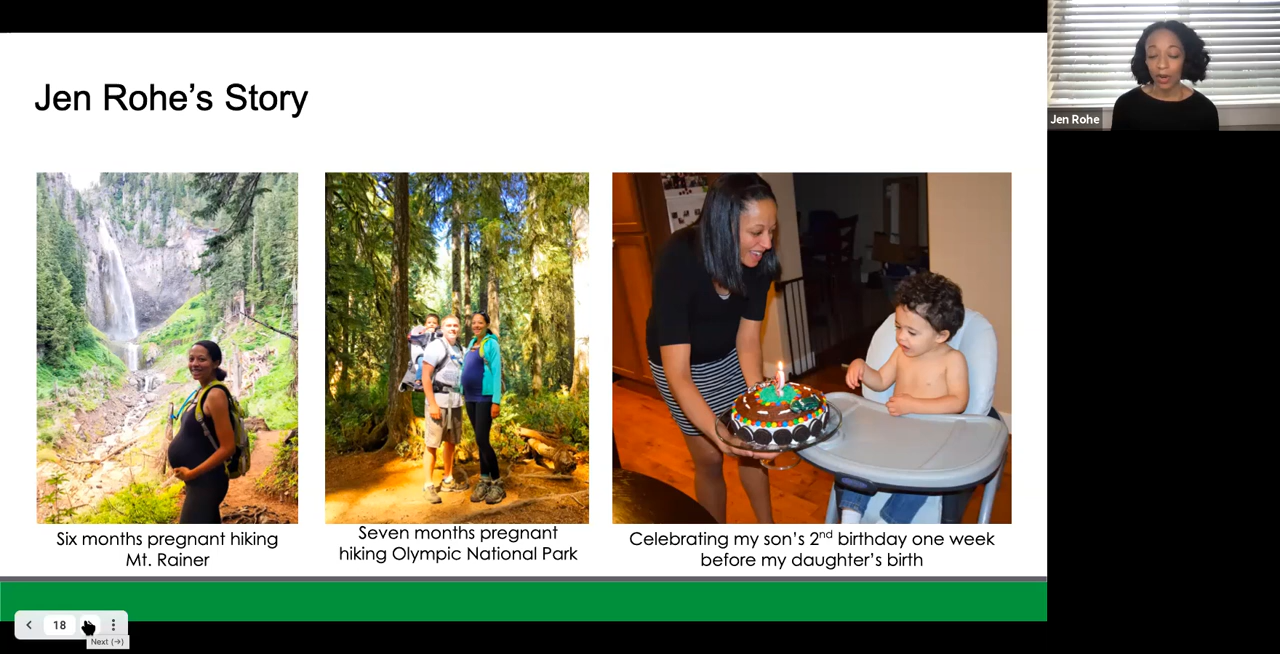 Jen Rohe’s Story
Jen Rohe
Six months pregnant hiking
Mt. Rainer
Seven months pregnant
hiking Olympic National Park
Celebrating my son’s 2nd birthday one week
before my daughter’s birth
18
Next (→)